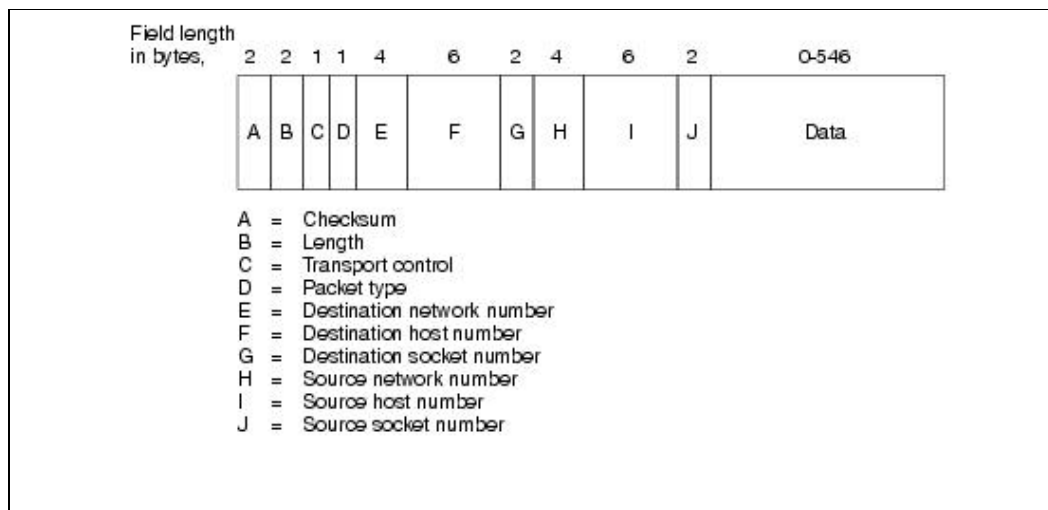 Field length
in bytes, 2 2 1 1 4 6 2 4 6 2 0-546
A B C D E F G H I J Data
A = Checksum
B = Length
C = Transport control
D = Packet type
E = Destination network number
F = Destination host number
G = Destination socket number
H = Source network number
I = Source host number
J = Source socket number